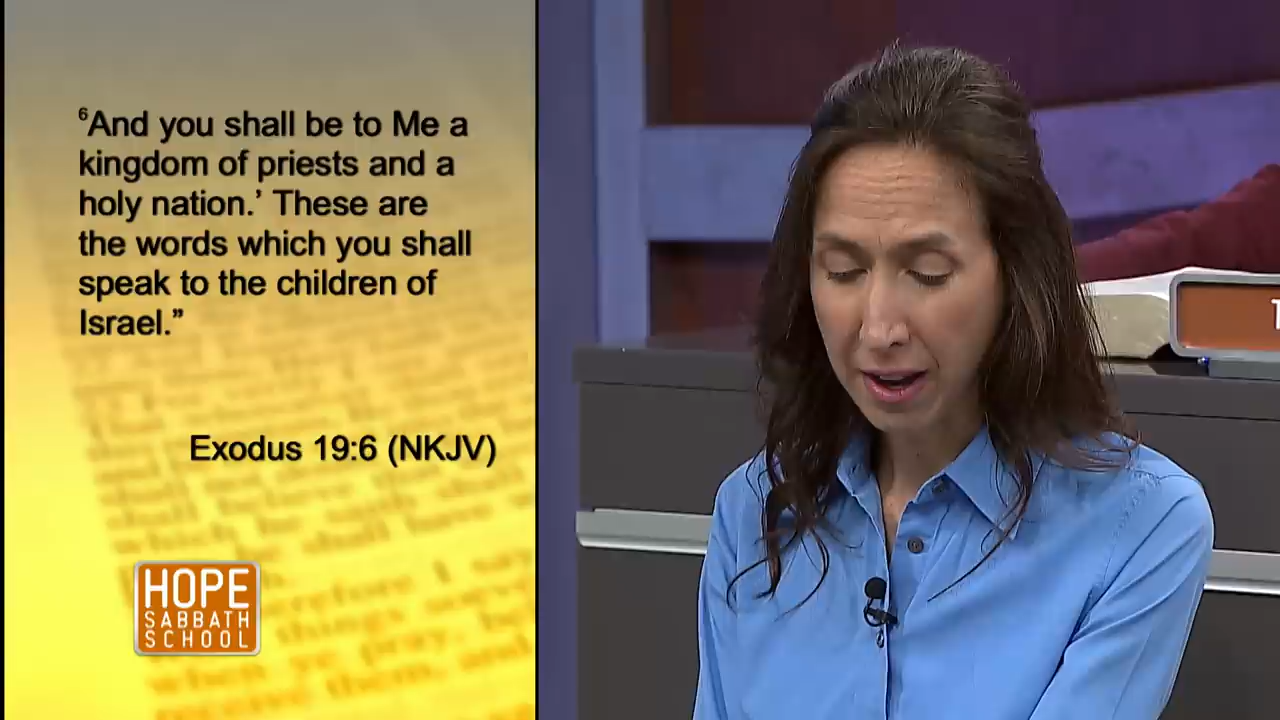 ⁶And you shall be to Me a
kingdom of priests and a
holy nation.’ These are
the words which you shall
speak to the children of
Israel.”
Exodus 19:6 (NKJV)
HOPE
SABBATH
SCHOOL